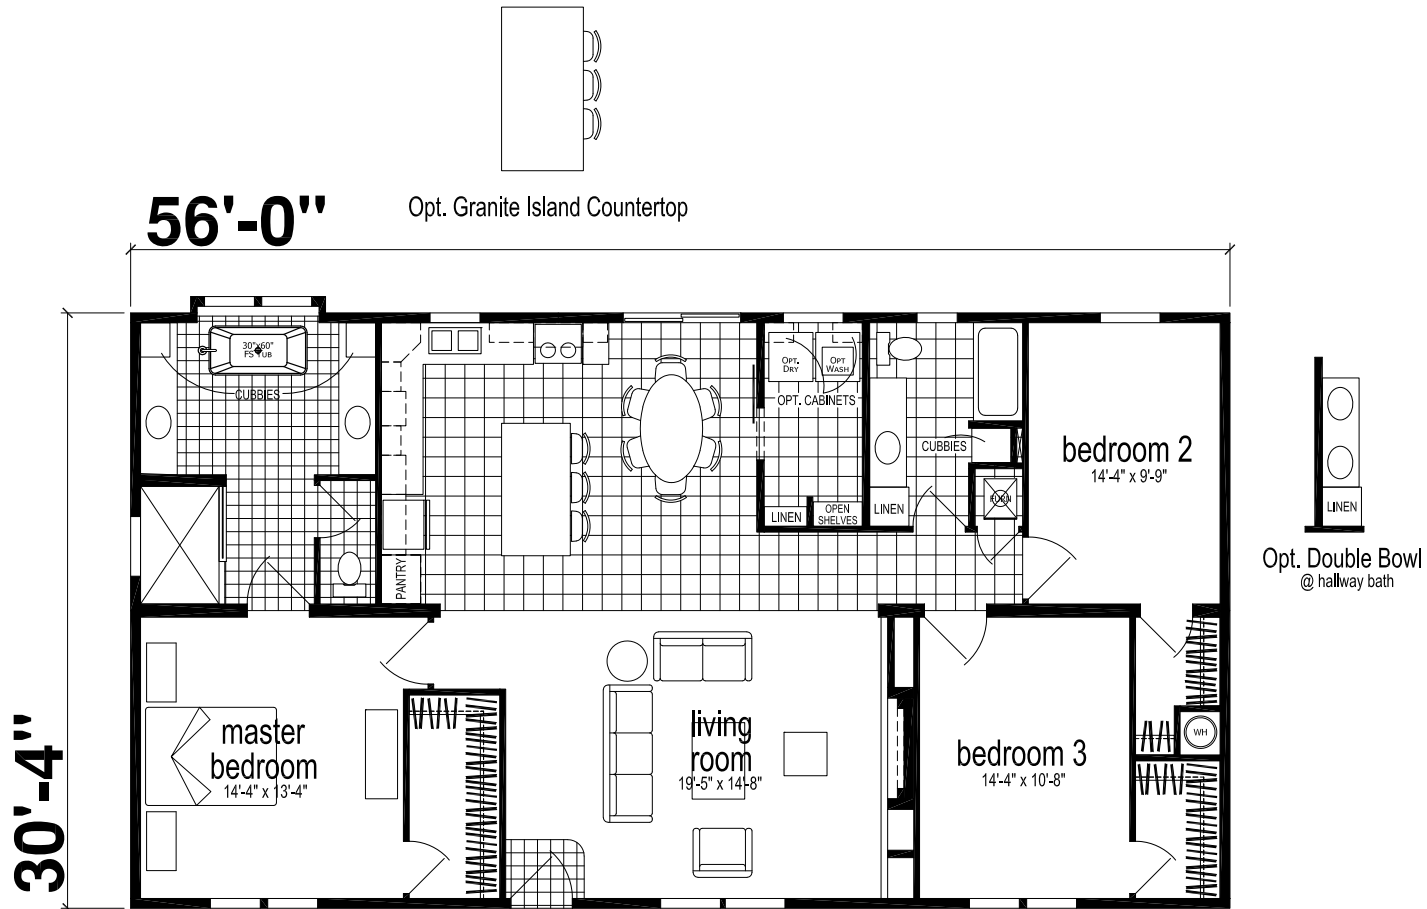 56'-0"
Opt. Granite Island Countertop
30"x60"
FS TUB
CUBBIES
OPT.
DRY
OPT
WASH
OPT. CABINETS
CUBBIES
bedroom 2
14'-4" x 9'-9"
LINEN
OPEN
SHELVES
LINEN
FURN
LINEN
Opt. Double Bowl
@ hallway bath
PANTRY
30'-4"
master
bedroom
14'-4" x 13'-4"
living
room
19'-5" x 14'-8"
bedroom 3
14'-4" x 10'-8"
WH